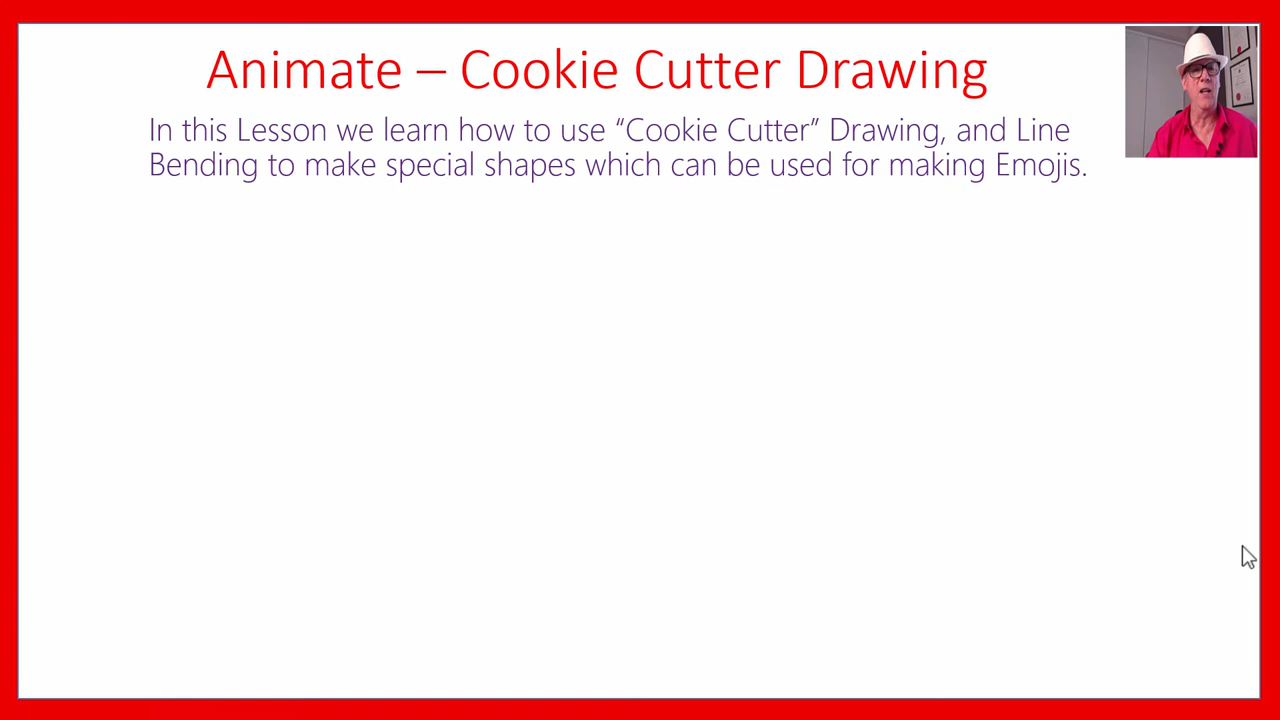 Animate – Cookie Cutter Drawing
In this Lesson we learn how to use “Cookie Cutter” Drawing, and Line
Bending to make special shapes which can be used for making Emojis.